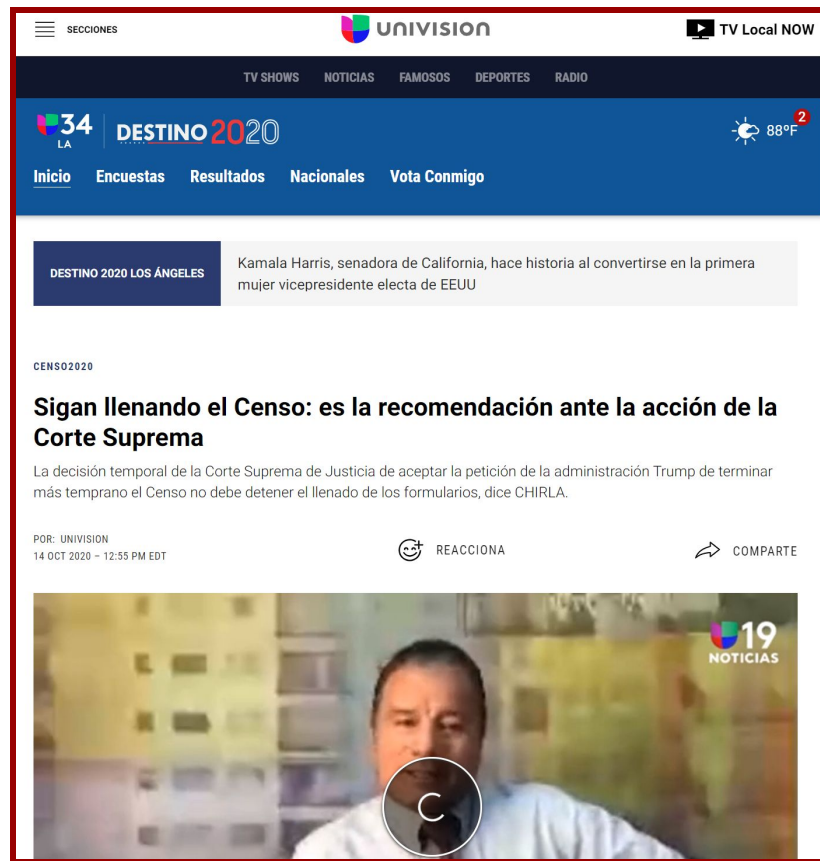 SECCIONES
UNIVISION
TV Local NOW
TV SHOWS NOTICIAS FAMOSOS DEPORTES RADIO
34
LA
DESTINO 2020
88°F
2
Inicio Encuestas Resultados Nacionales Vota Conmigo
DESTINO 2020 LOS ÁNGELES
Kamala Harris, senadora de California, hace historia al convertirse en la primera
mujer vicepresidente electa de EEUU
CENSO2020
Sigan llenando el Censo: es la recomendación ante la acción de la
Corte Suprema
La decisión temporal de la Corte Suprema de Justicia de aceptar la petición de la administración Trump de terminar
más temprano el Censo no debe detener el llenado de los formularios, dice CHIRLA.
POR: UNIVISION
14 OCT 2020 – 12:55 PM EDT
REACCIONA
COMPARTE
19
NOTICIAS